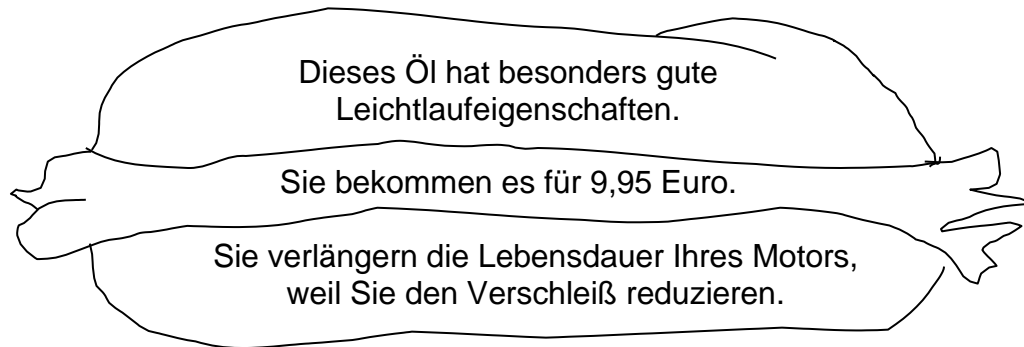 Dieses Öl hat besonders gute
Leichtlaufeigenschaften.
Sie bekommen es für 9,95 Euro.
Sie verlängern die Lebensdauer Ihres Motors,
weil Sie den Verschleiß reduzieren.